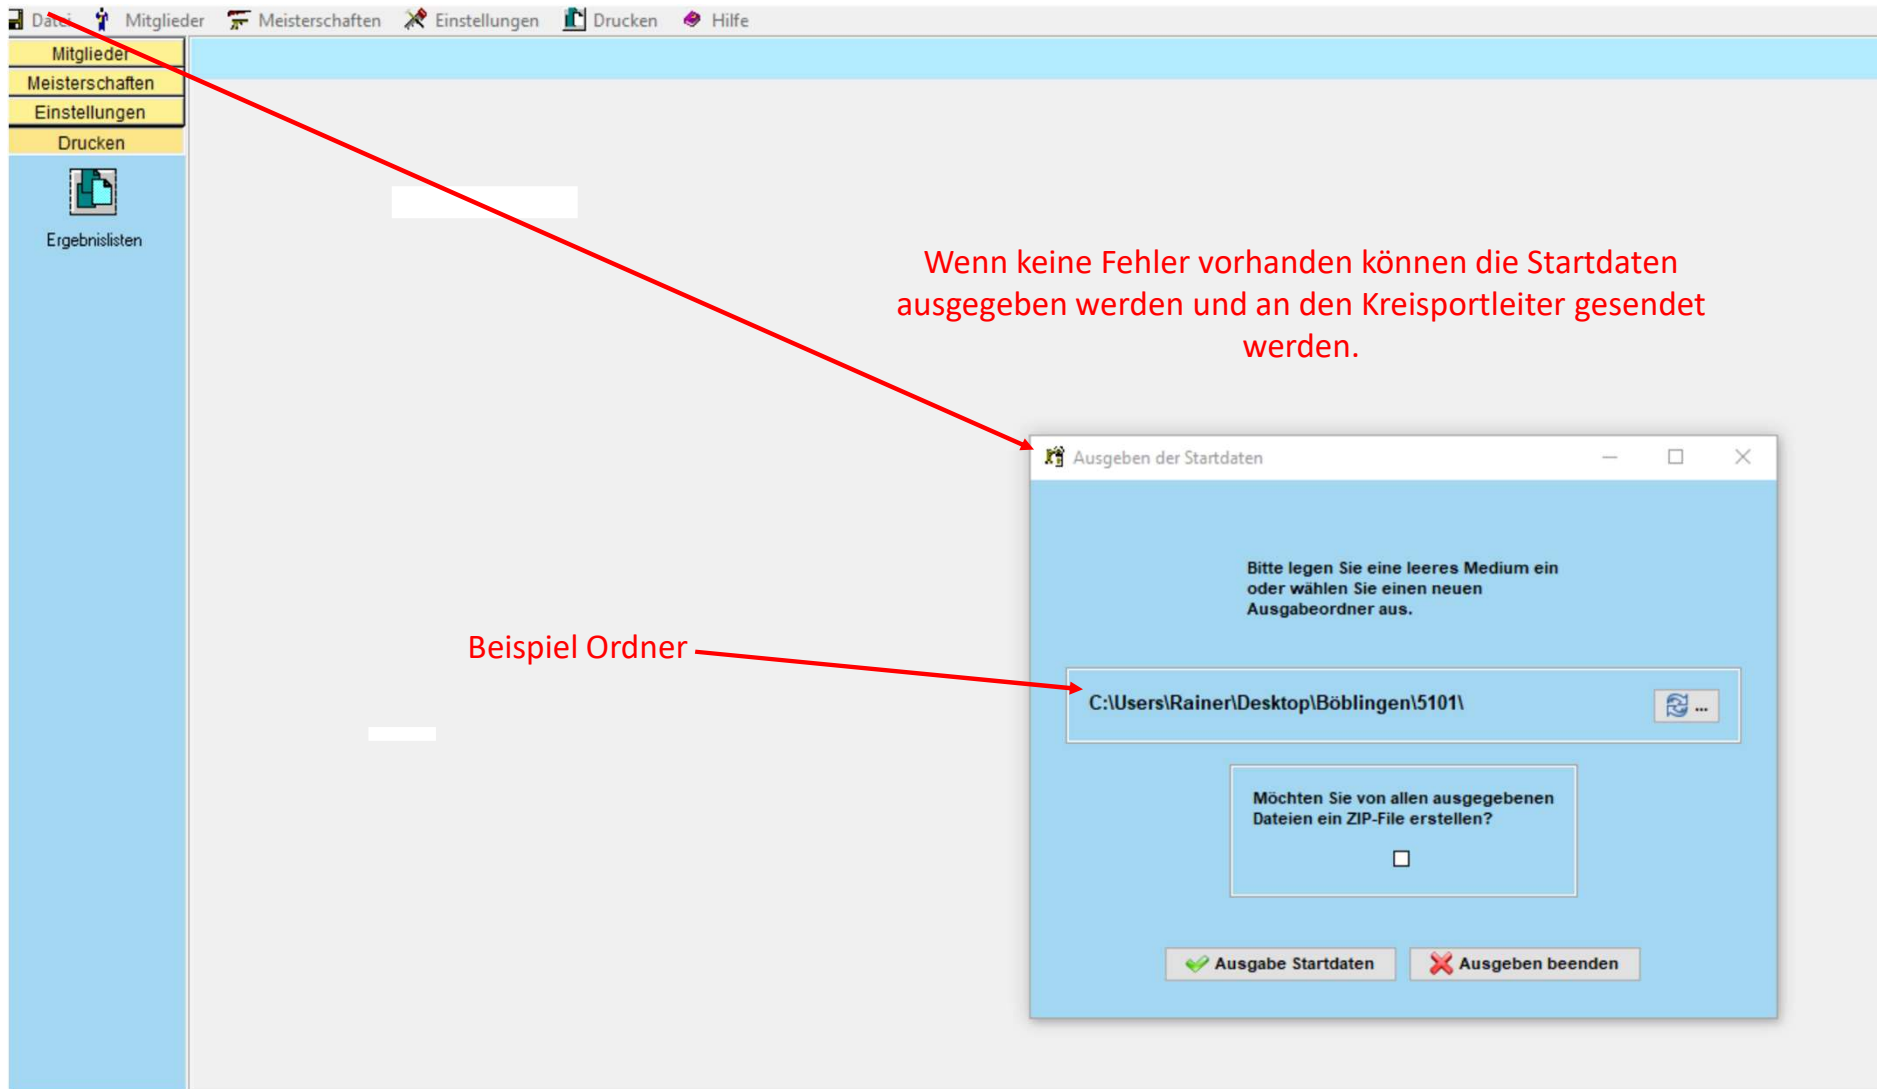 Datei Mitglieder Meisterschaften Einstellungen Drucken Hilfe
Mitglieder
Meisterschaften
Einstellungen
Drucken
Ergebnislisten
Wenn keine Fehler vorhanden können die Startdaten
ausgegeben werden und an den Kreisportleiter gesendet
werden.
Ausgeben der Startdaten
Bitte legen Sie eine leeres Medium ein
oder wählen Sie einen neuen
Ausgabeordner aus.
Beispiel Ordner
C:\Users\Rainer\Desktop\Böblingen\5101\
...
Möchten Sie von allen ausgegebenen
Dateien ein ZIP-File erstellen?
Ausgabe Startdaten Ausgeben beenden